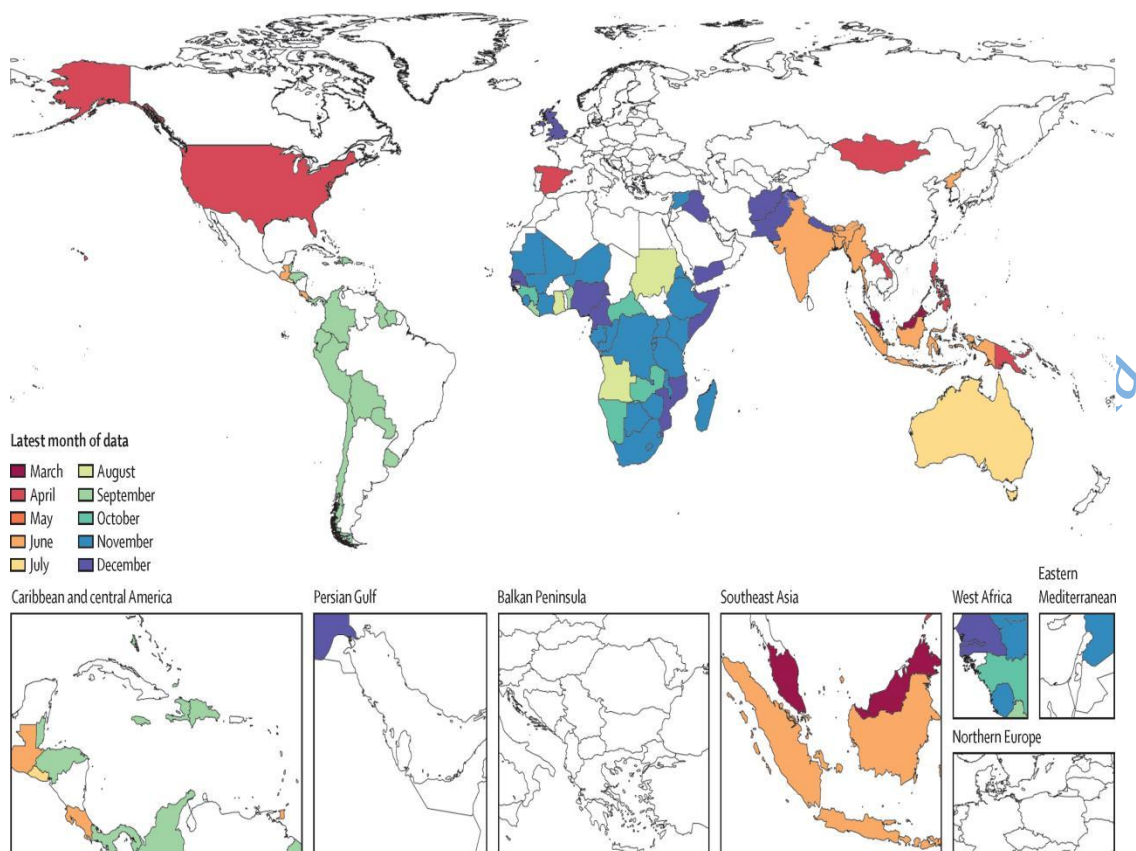 Latest month of data
March
April
May
June
July
August
September
October
November
December
Caribbean and central America
Persian Gulf
Balkan Peninsula
Southeast Asia
West Africa
Eastern
Mediterranean
Northern Europe